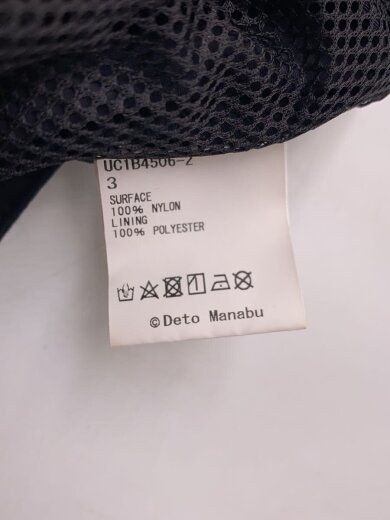 UC1B4506-2
3
SURFACE
100% NYLON
LINING
100% POLYESTER
©Deto Manabu